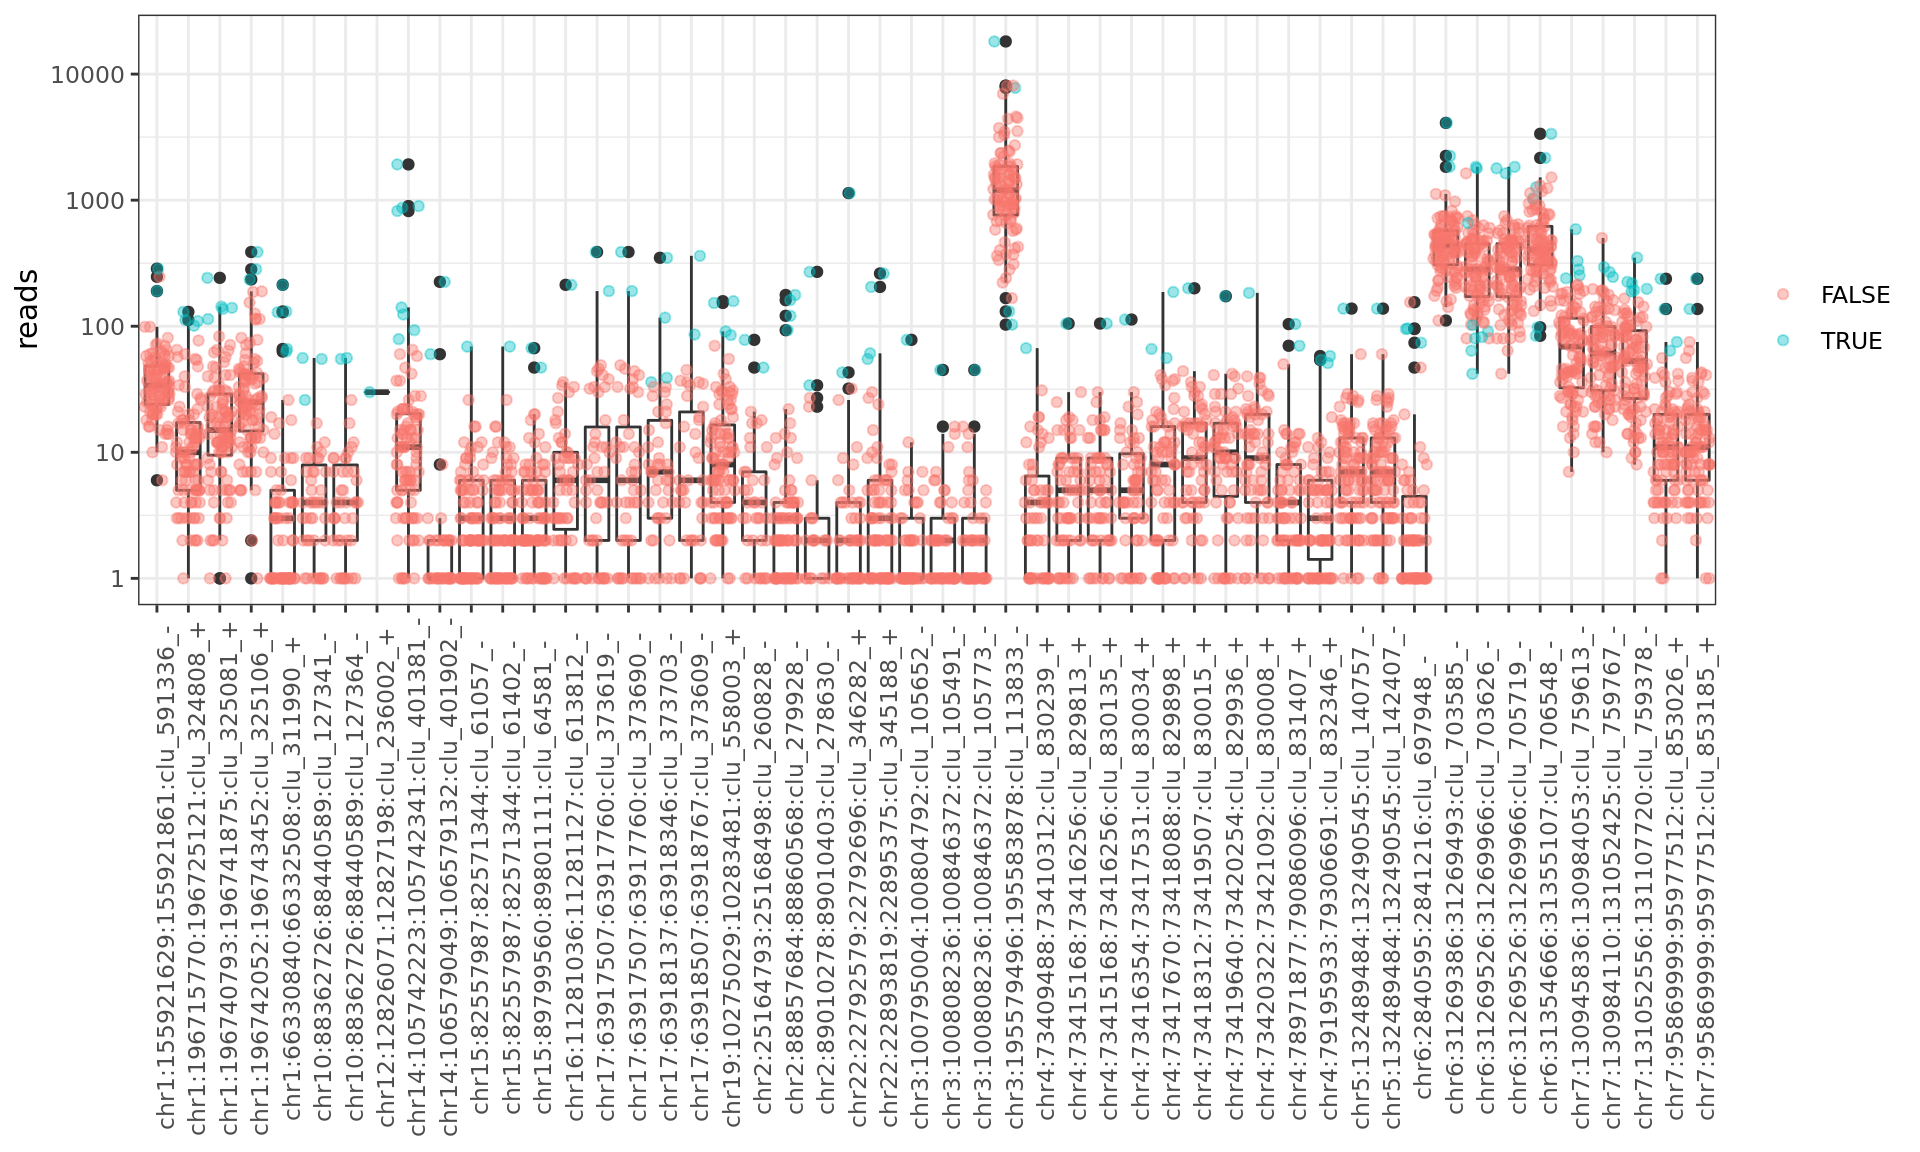 reads
10000
1000
100
10
1
FALSE
TRUE
chr1:155921629:155921861:clu_591336_-
chr1:196715770:196725121:clu_324808_+
chr1:196740793:196741875:clu_325081_+
chr1:196742052:196743452:clu_325106_+
chr1:66330840:66332508:clu_311990_+
chr10:88362726:88440589:clu_127341_-
chr10:88362726:88440589:clu_127364_-
chr12:12826071:12827198:clu_236002_+
chr14:105742223:105742341:clu_401381_-
chr14:106579049:106579132:clu_401902_-
chr15:82557987:82571344:clu_61057_-
chr15:82557987:82571344:clu_61402_-
chr15:89799560:89801111:clu_64581_-
chr16:11281036:11281127:clu_613812_-
chr17:63917507:63917760:clu_373619_-
chr17:63917507:63917760:clu_373690_-
chr17:63918137:63918346:clu_373703_-
chr17:63918507:63918767:clu_373609_-
chr19:10275029:10283481:clu_558003_+
chr2:25164793:25168498:clu_260828_-
chr2:88857684:88860568:clu_279928_-
chr2:89010278:89010403:clu_278630_-
chr22:22792579:22792696:clu_346282_+
chr22:22893819:22895375:clu_345188_+
chr3:100795004:100804792:clu_105652_-
chr3:100808236:100846372:clu_105491_-
chr3:100808236:100846372:clu_105773_-
chr3:195579496:195583878:clu_113833_-
chr4:73409488:73410312:clu_830239_+
chr4:73415168:73416256:clu_829813_+
chr4:73415168:73416256:clu_830135_+
chr4:73416354:73417531:clu_830034_+
chr4:73417670:73418088:clu_829898_+
chr4:73418312:73419507:clu_830015_+
chr4:73419640:73420254:clu_829936_+
chr4:73420322:73421092:clu_830008_+
chr4:78971877:79086096:clu_831407_+
chr4:79195933:79306691:clu_832346_+
chr5:132489484:132490545:clu_140757_-
chr5:132489484:132490545:clu_142407_-
chr6:2840595:2841216:clu_697948_-
chr6:31269386:31269493:clu_703585_-
chr6:31269526:31269966:clu_703626_-
chr6:31269526:31269966:clu_705719_-
chr6:31354666:31355107:clu_706548_-
chr7:130945836:130984053:clu_759613_-
chr7:130984110:131052425:clu_759767_-
chr7:131052556:131107720:clu_759378_-
chr7:95869999:95977512:clu_853026_+
chr7:95869999:95977512:clu_853185_+